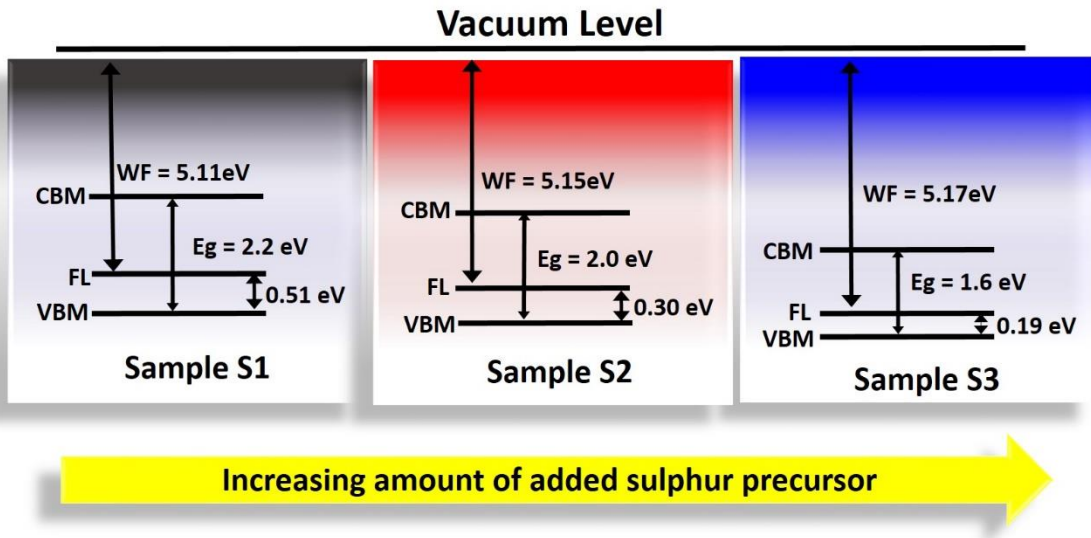 Vacuum Level
WF = 5.11eV
CBM
Eg = 2.2 eV
FL
0.51 eV
VBM
Sample S1
WF = 5.15eV
CBM
Eg = 2.0 eV
FL
0.30 eV
VBM
Sample S2
WF = 5.17eV
CBM
Eg = 1.6 eV
FL
0.19 eV
VBM
Sample S3
Increasing amount of added sulphur precursor